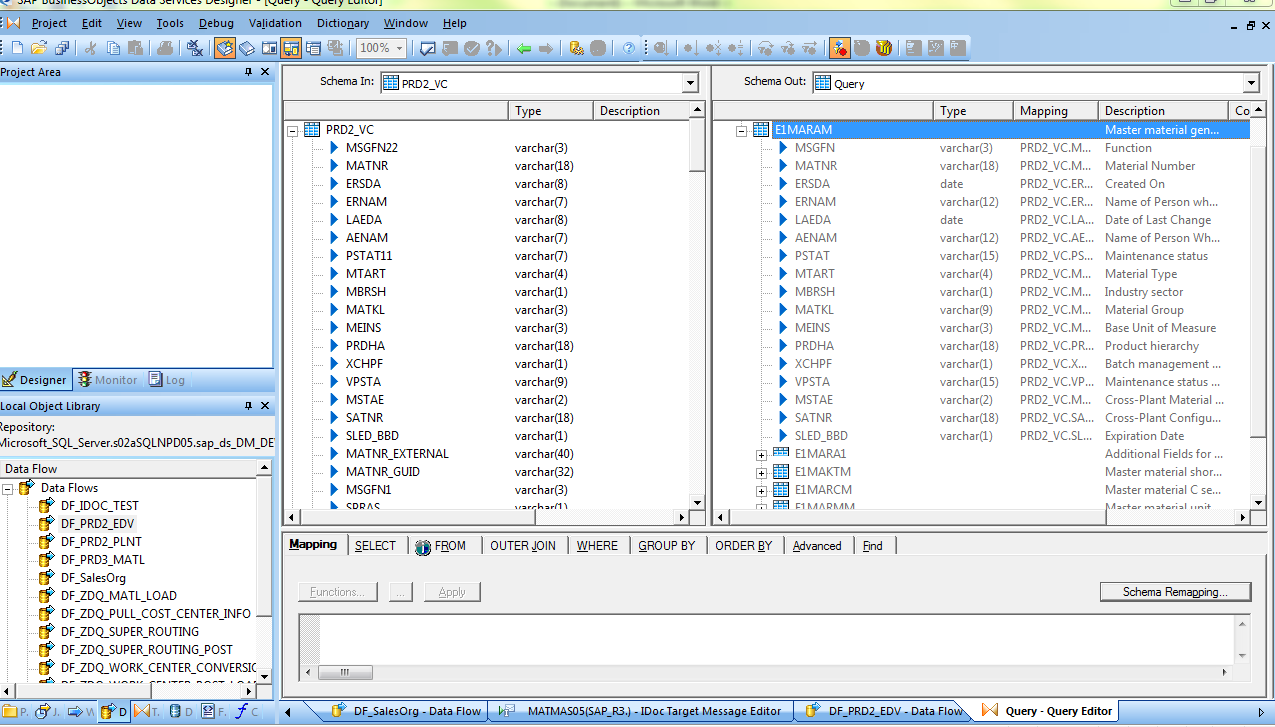 SAP BusinessObjects Data Services Designer - [Query - Query Editor]
Project Edit View Tools Debug Validation Dictionary Window Help
100%
Project Area
Designer Monitor Log
Local Object Library
Repository:
Microsoft_SQL_Server.s02aSQLNPD05.sap_ds_DM_DE
Data Flow
Data Flows
DF_IDOC_TEST
DF_PRD2_EDV
DF_PRD2_PLNT
DF_PRD3_MATL
DF_SalesOrg
DF_ZDQ_MATL_LOAD
DF_ZDQ_PULL_COST_CENTER_INFO
DF_ZDQ_SUPER_ROUTING
DF_ZDQ_SUPER_ROUTING_POST
DF_ZDQ_WORK_CENTER_CONVERSIO
DF_ZDQ_WORK_CENTER_POST_LOA
P. J. W T. D F. C
Schema In: PRD2_VC
Type Description
PRD2_VC
MSGFN22 varchar(3)
MATNR varchar(18)
ERSDA varchar(8)
ERNAM varchar(7)
LAEDA varchar(8)
AENAM varchar(7)
PSTAT11 varchar(7)
MTART varchar(4)
MBRSH varchar(1)
MATKL varchar(3)
MEINS varchar(3)
PRDHA varchar(18)
XCHPF varchar(1)
VPSTA varchar(9)
MSTAE varchar(2)
SATNR varchar(18)
SLED_BBD varchar(1)
MATNR_EXTERNAL varchar(40)
MATNR_GUID varchar(32)
MSGFN1 varchar(3)
SPRAS varchar(1)
Schema Out: Query
Type Mapping Description Co
E1MARAM Master material gen...
MSGFN varchar(3) PRD2_VC.M... Function
MATNR varchar(18) PRD2_VC.M... Material Number
ERSDA date PRD2_VC.ER... Created On
ERNAM varchar(12) PRD2_VC.ER... Name of Person wh...
LAEDA date PRD2_VC.LA... Date of Last Change
AENAM varchar(12) PRD2_VC.AE... Name of Person Wh...
PSTAT varchar(15) PRD2_VC.PS... Maintenance status
MTART varchar(4) PRD2_VC.M... Material Type
MBRSH varchar(1) PRD2_VC.M... Industry sector
MATKL varchar(9) PRD2_VC.M... Material Group
MEINS varchar(3) PRD2_VC.M... Base Unit of Measure
PRDHA varchar(18) PRD2_VC.PR... Product hierarchy
XCHPF varchar(1) PRD2_VC.X... Batch management ...
VPSTA varchar(15) PRD2_VC.VP... Maintenance status ...
MSTAE varchar(2) PRD2_VC.M... Cross-Plant Material ...
SATNR varchar(18) PRD2_VC.SA... Cross-Plant Configu...
SLED_BBD varchar(1) PRD2_VC.SL... Expiration Date
E1MARA1 Additional Fields for ...
E1MAKTM Master material shor...
E1MARCM Master material C se...
E1MARMM Master material unit
Mapping SELECT FROM OUTER JOIN WHERE GROUP BY ORDER BY Advanced Find
Functions... ... Apply Schema Remapping...
DF_SalesOrg - Data Flow MATMAS05(SAP_R3.) - IDoc Target Message Editor DF_PRD2_EDV - Data Flow Query - Query Editor